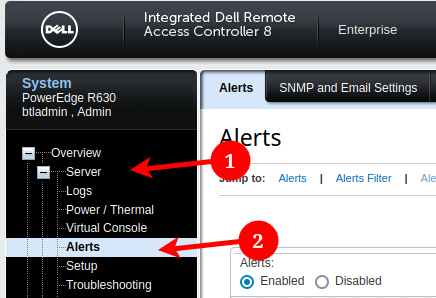 DELL
Integrated Dell Remote
Access Controller 8
Enterprise
System
PowerEdge R630
btladmin , Admin
Overview
Server
Logs
Power / Thermal
Virtual Console
Alerts
Setup
Troubleshooting
Alerts
SNMP and Email Settings
Alerts
1
Jump to:
Alerts
|
Alerts Filter
|
Ale
2
Alerts:
Enabled
Disabled